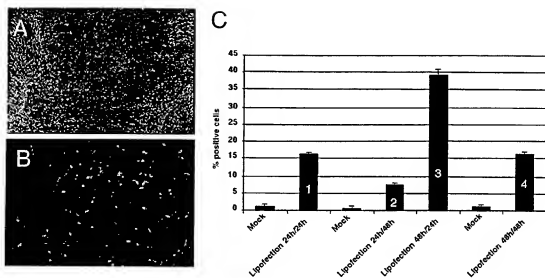 A
B
C
% positive cells
45
40
35
30
25
20
15
10
5
0
1
2
3
4
Mock
Lipofection 24h/24h
Mock
Lipofection 24h/48h
Lipofection 48h/24h
Mock
Lipofection 48h/48h